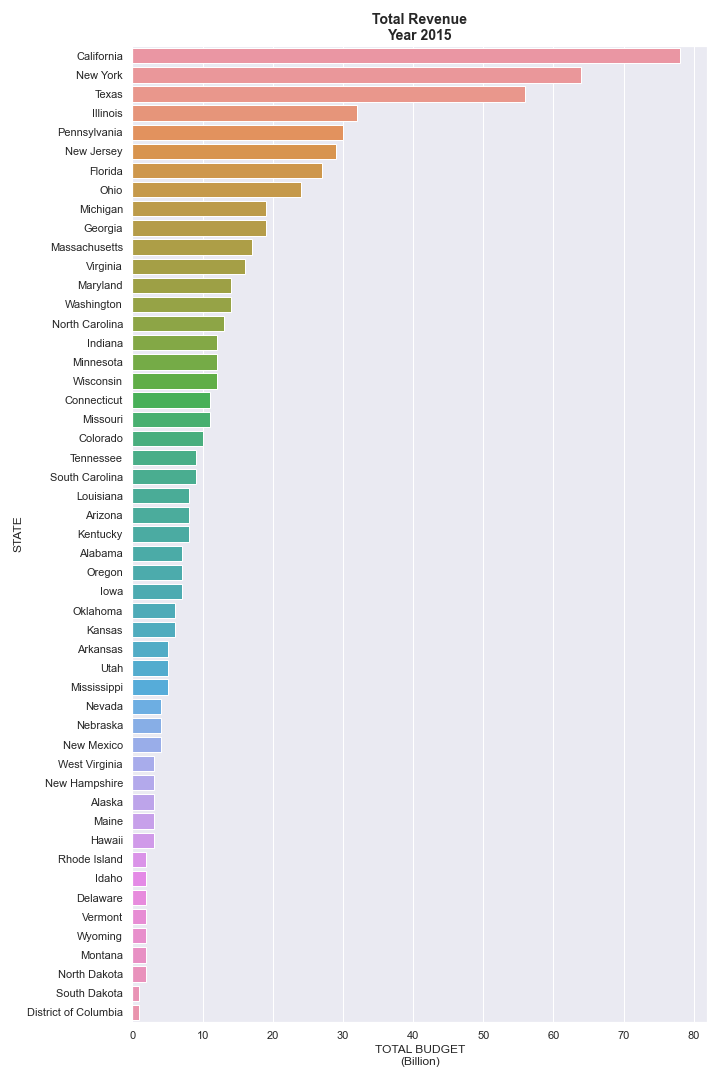 Total Revenue
Year 2015
STATE
California
New York
Texas
Illinois
Pennsylvania
New Jersey
Florida
Ohio
Michigan
Georgia
Massachusetts
Virginia
Maryland
Washington
North Carolina
Indiana
Minnesota
Wisconsin
Connecticut
Missouri
Colorado
Tennessee
South Carolina
Louisiana
Arizona
Kentucky
Alabama
Oregon
Iowa
Oklahoma
Kansas
Arkansas
Utah
Mississippi
Nevada
Nebraska
New Mexico
West Virginia
New Hampshire
Alaska
Maine
Hawaii
Rhode Island
Idaho
Delaware
Vermont
Wyoming
Montana
North Dakota
South Dakota
District of Columbia
0 10 20 30 40 50 60 70 80
TOTAL BUDGET
(Billion)